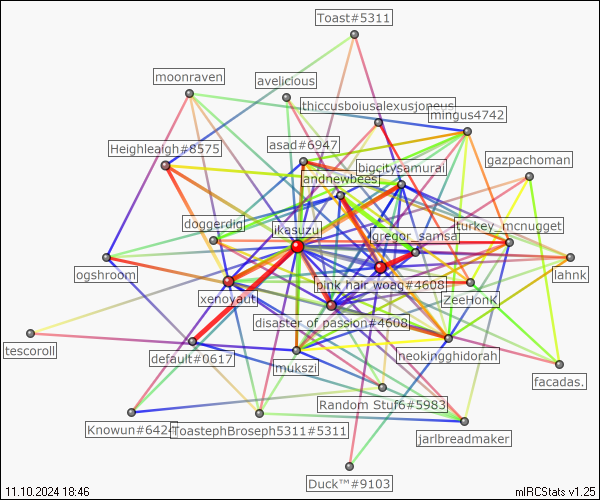 Toast#5311
moonraven
avelicious
thiccusboiusalexusjoneus
mingus4742
asad#6947
Heighleaigh#8575
bigcitysamurai
gazpachoman
andnewbees
doggerdig
ikasuzu
turkey_mcnugget
gregor_samsa
ogshroom
lahnk
pink hair woag#4608
xenoyaut
ZeeHonK
disaster of passion#4608
tescoroll
default#0617
mukszi
neokingghidorah
facadas.
Random Stuf6#5983
Knowun#6424
ToastephBroseph5311#5311
jarlbreadmaker
Duck™#9103
11.10.2024 18:46
mIRCStats v1.25